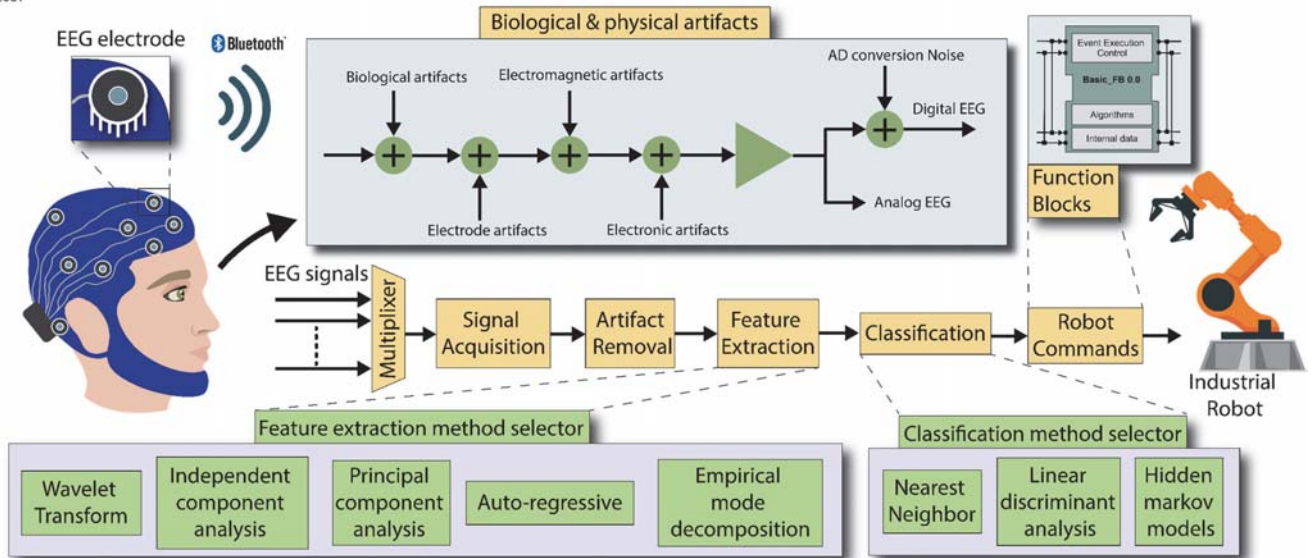 EEG electrode
Bluetooth
Biological & physical artifacts
Biological artifacts
Electromagnetic artifacts
AD conversion Noise
Digital EEG
Analog EEG
Electrode artifacts
Electronic artifacts
Event Execution
Control
Basic_FB 0.0
Algorithms
Internal data
Function
Blocks
EEG signals
Multiplixer
Signal
Acquisition
Artifact
Removal
Feature
Extraction
Classification
Robot
Commands
Industrial
Robot
Feature extraction method selector
Wavelet
Transform
Independent
component
analysis
Principal
component
analysis
Auto-regressive
Empirical
mode
decomposition
Classification method selector
Nearest
Neighbor
Linear
discriminant
analysis
Hidden
markov
models